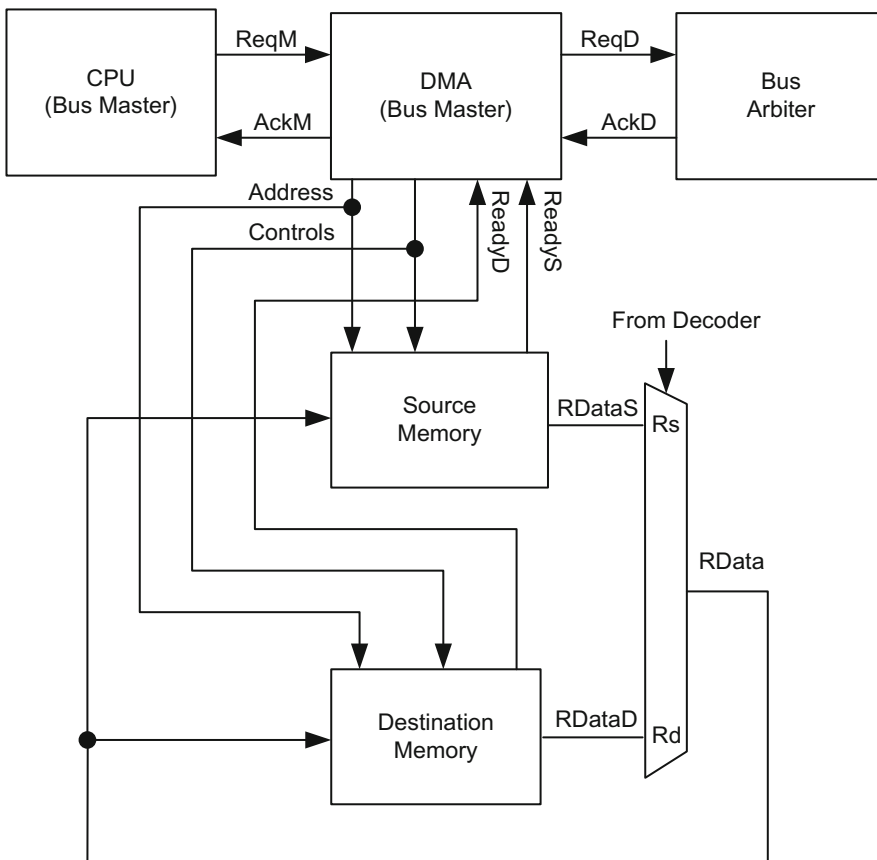 ReqM
ReqD
CPU
(Bus Master)
DMA
(Bus Master)
Bus
Arbiter
AckM
AckD
Address
Controls
ReadyD
ReadyS
From Decoder
Source
Memory
RDataS
Rs
RData
Destination
Memory
RDataD
Rd